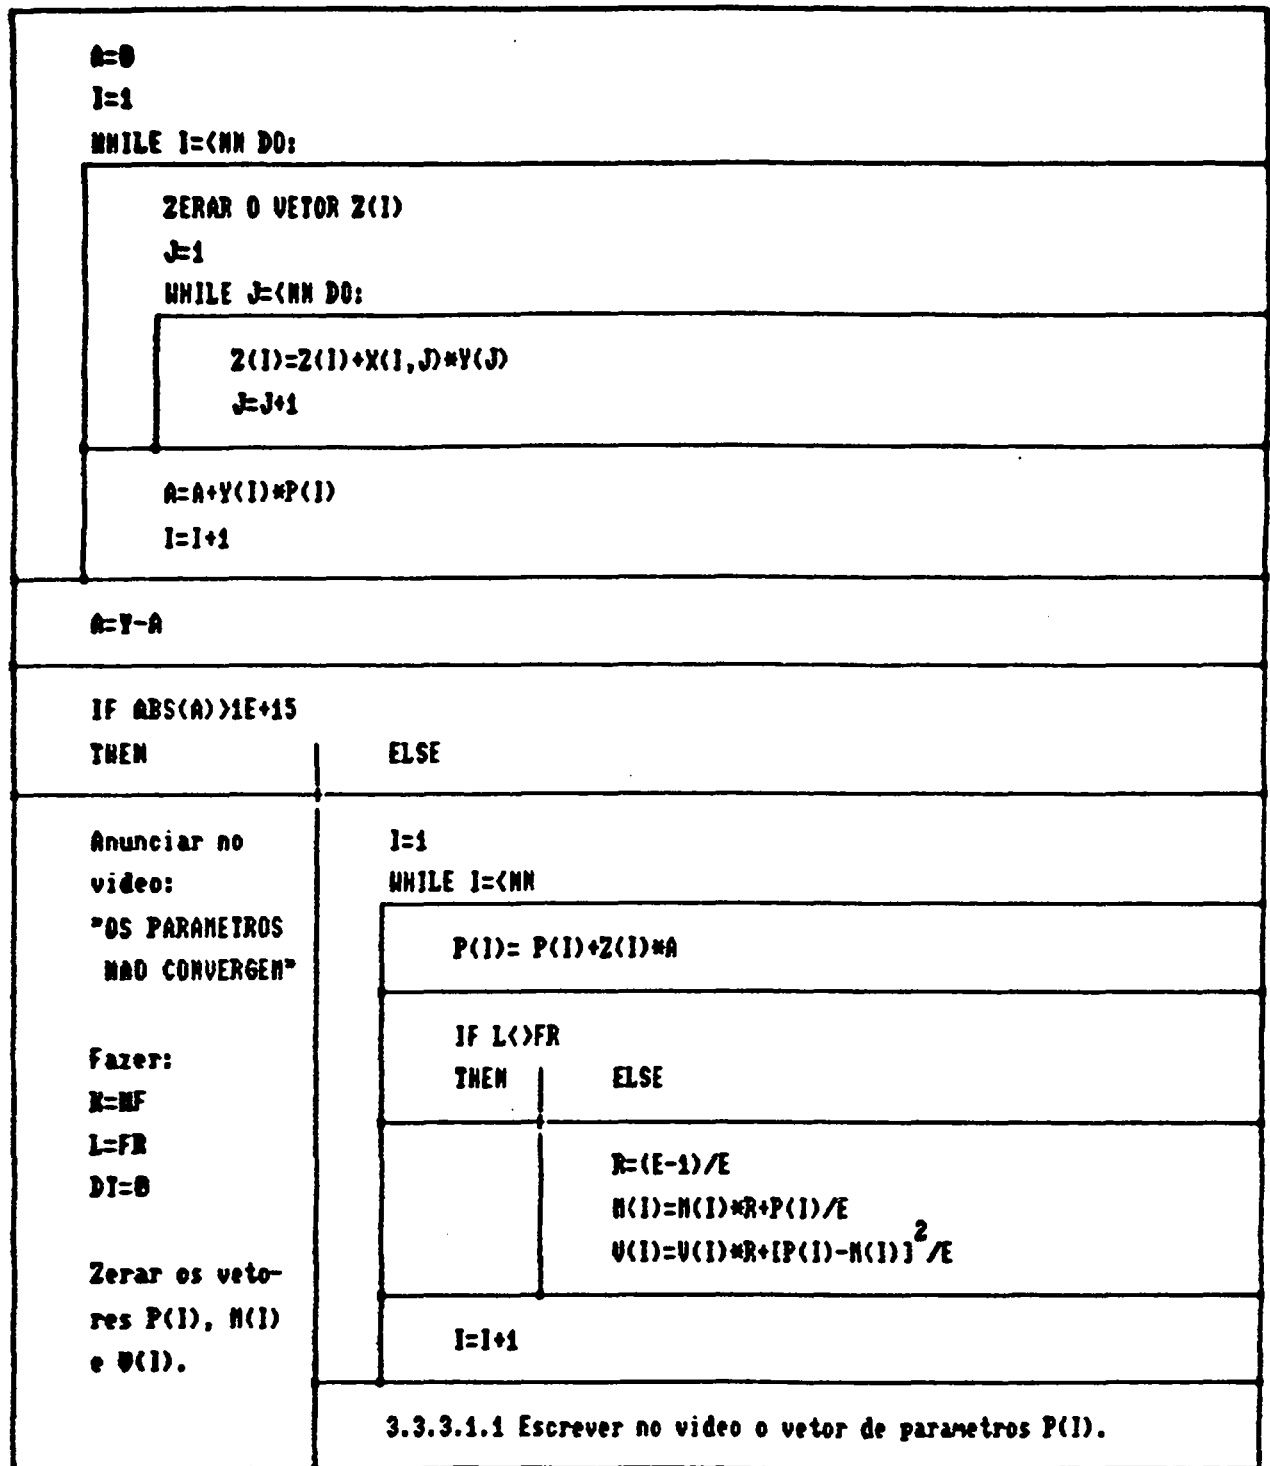 A=0
I=1
WHILE I=<NN DO:
ZERAR O VETOR Z(I)
J=1
WHILE J=<NN DO:
Z(I)=Z(I)+X(I,J)*Y(J)
J=J+1
A=A+Y(I)*P(I)
I=I+1
A=Y-A
IF ABS(A)>1E+15
THEN ELSE
Anunciar no
video:
"OS PARAMETROS
NAO CONVERGEM"
Fazer:
K=NF
L=FR
DT=0
Zerar os veto-
res P(I), M(I)
e V(I).
I=1
WHILE I=<NN
P(I)= P(I)+Z(I)*A
IF L<>FR
THEN ELSE
R=(E-1)/E
M(I)=M(I)*R+P(I)/E
V(I)=V(I)*R+[P(I)-M(I)]²/E
I=I+1
3.3.3.1.1 Escrever no video o vetor de parametros P(I).